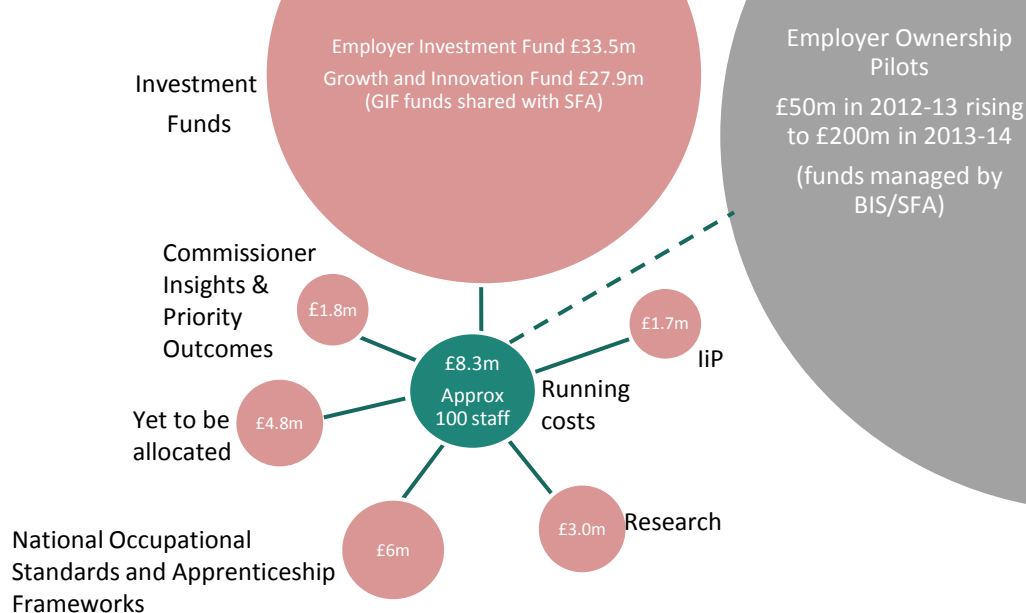 Employer Investment Fund £33.5m
Growth and Innovation Fund £27.9m
(GIF funds shared with SFA)
Investment
Funds
Employer Ownership
Pilots
£50m in 2012-13 rising
to £200m in 2013-14
(funds managed by
BIS/SFA)
Commissioner
Insights &
Priority
Outcomes
£1.8m
£1.7m
IiP
£8.3m
Approx
100 staff
Running
costs
Yet to be
allocated
£4.8m
National Occupational
Standards and Apprenticeship
Frameworks
£6m
£3.0m
Research